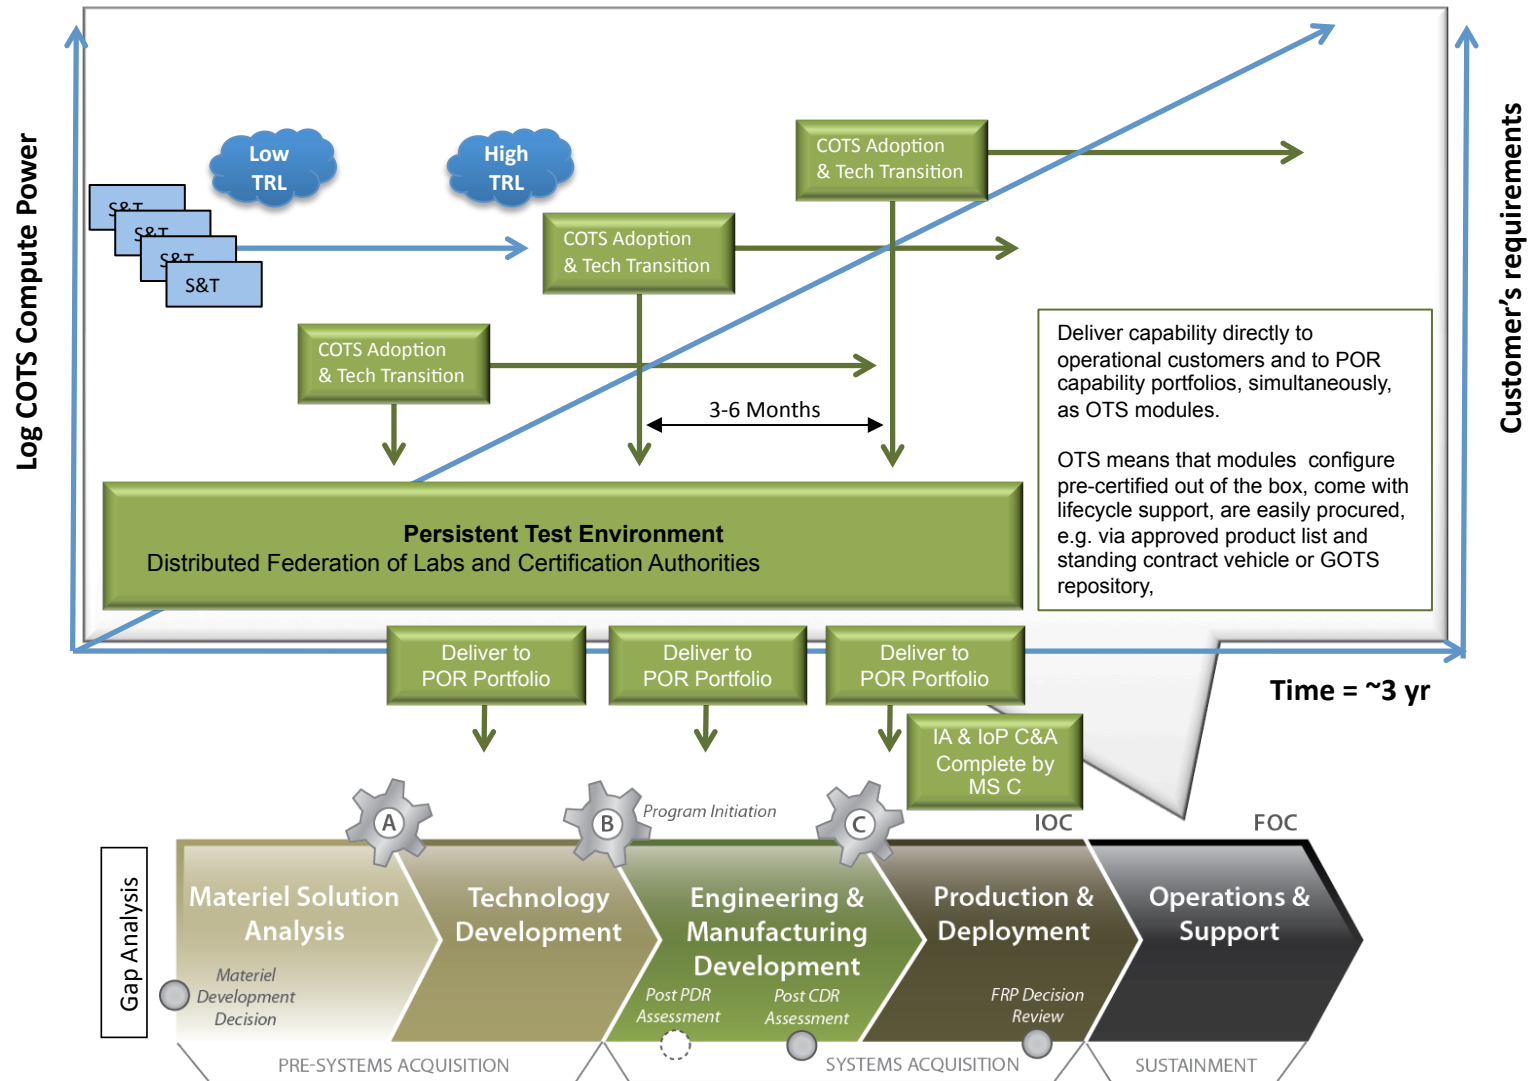 Log COTS Compute Power
Customer's requirements
Low
TRL
High
TRL
S&T
S&T
S&T
S&T
COTS Adoption
& Tech Transition
COTS Adoption
& Tech Transition
COTS Adoption
& Tech Transition
3-6 Months
Deliver capability directly to
operational customers and to POR
capability portfolios, simultaneously,
as OTS modules.
OTS means that modules  configure
pre-certified out of the box, come with
lifecycle support, are easily procured,
e.g. via approved product list and
standing contract vehicle or GOTS
repository,
Persistent Test Environment
Distributed Federation of Labs and Certification Authorities
Deliver to
POR Portfolio
Deliver to
POR Portfolio
Deliver to
POR Portfolio
Time = ~3 yr
IA & IoP C&A
Complete by
MS C
A
B
Program Initiation
C
IOC
FOC
Gap Analysis
Materiel Solution
Analysis
Technology
Development
Engineering &
Manufacturing
Development
Production &
Deployment
Operations &
Support
Materiel
Development
Decision
Post PDR
Assessment
Post CDR
Assessment
FRP Decision
Review
PRE-SYSTEMS ACQUISITION
SYSTEMS ACQUISITION
SUSTAINMENT